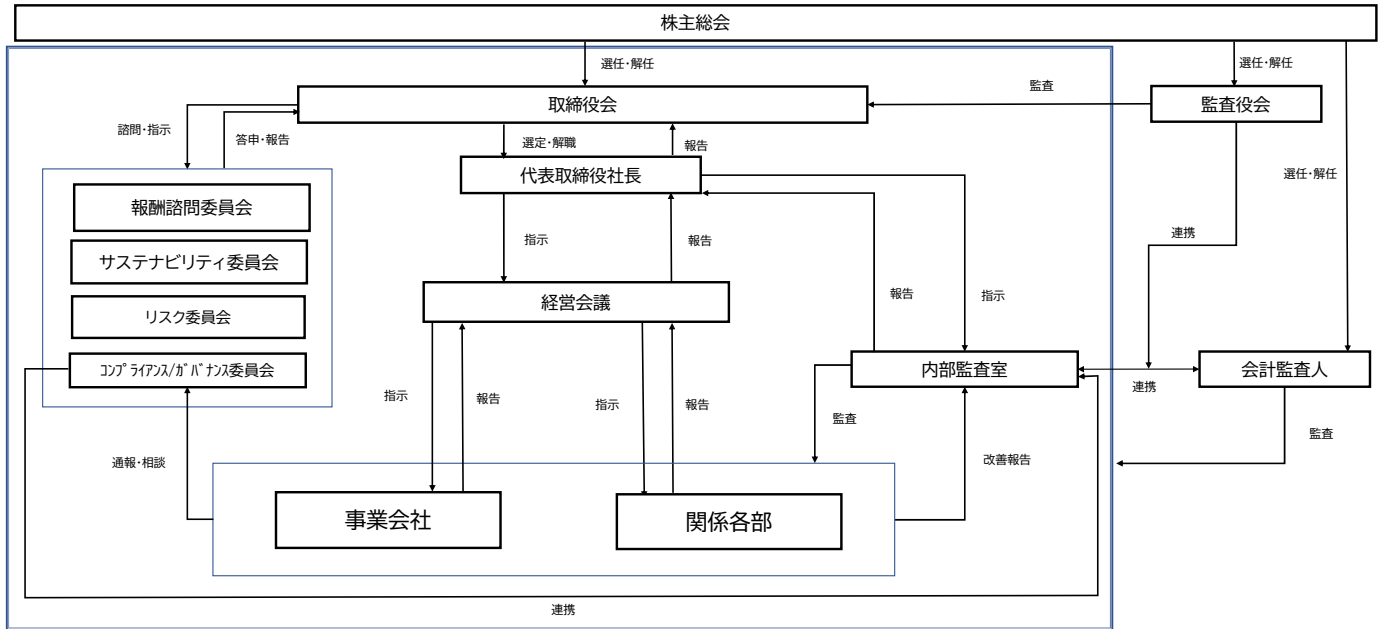 株主総会
選任・解任
選任・解任
監査
取締役会
監査役会
諮問・指示
答申・報告
選定・解職
報告
代表取締役社長
選任・解任
報酬諮問委員会
指示
報告
連携
サステナビリティ委員会
経営会議
報告
指示
リスク委員会
コンプライアンス/ガバナンス委員会
内部監査室
会計監査人
連携
指示
報告
指示
報告
監査
監査
通報・相談
改善報告
事業会社
関係各部
連携